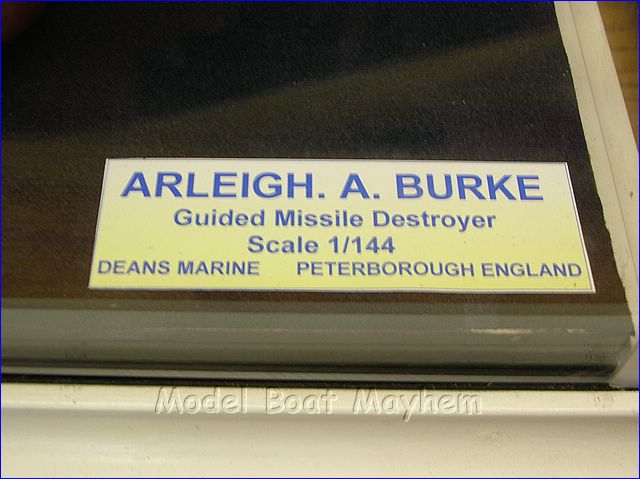 ARLEIGH. A. BURKE
Guided Missile Destroyer
Scale 1/144
DEANS MARINE PETERBOROUGH ENGLAND
Model Boat Mayhem